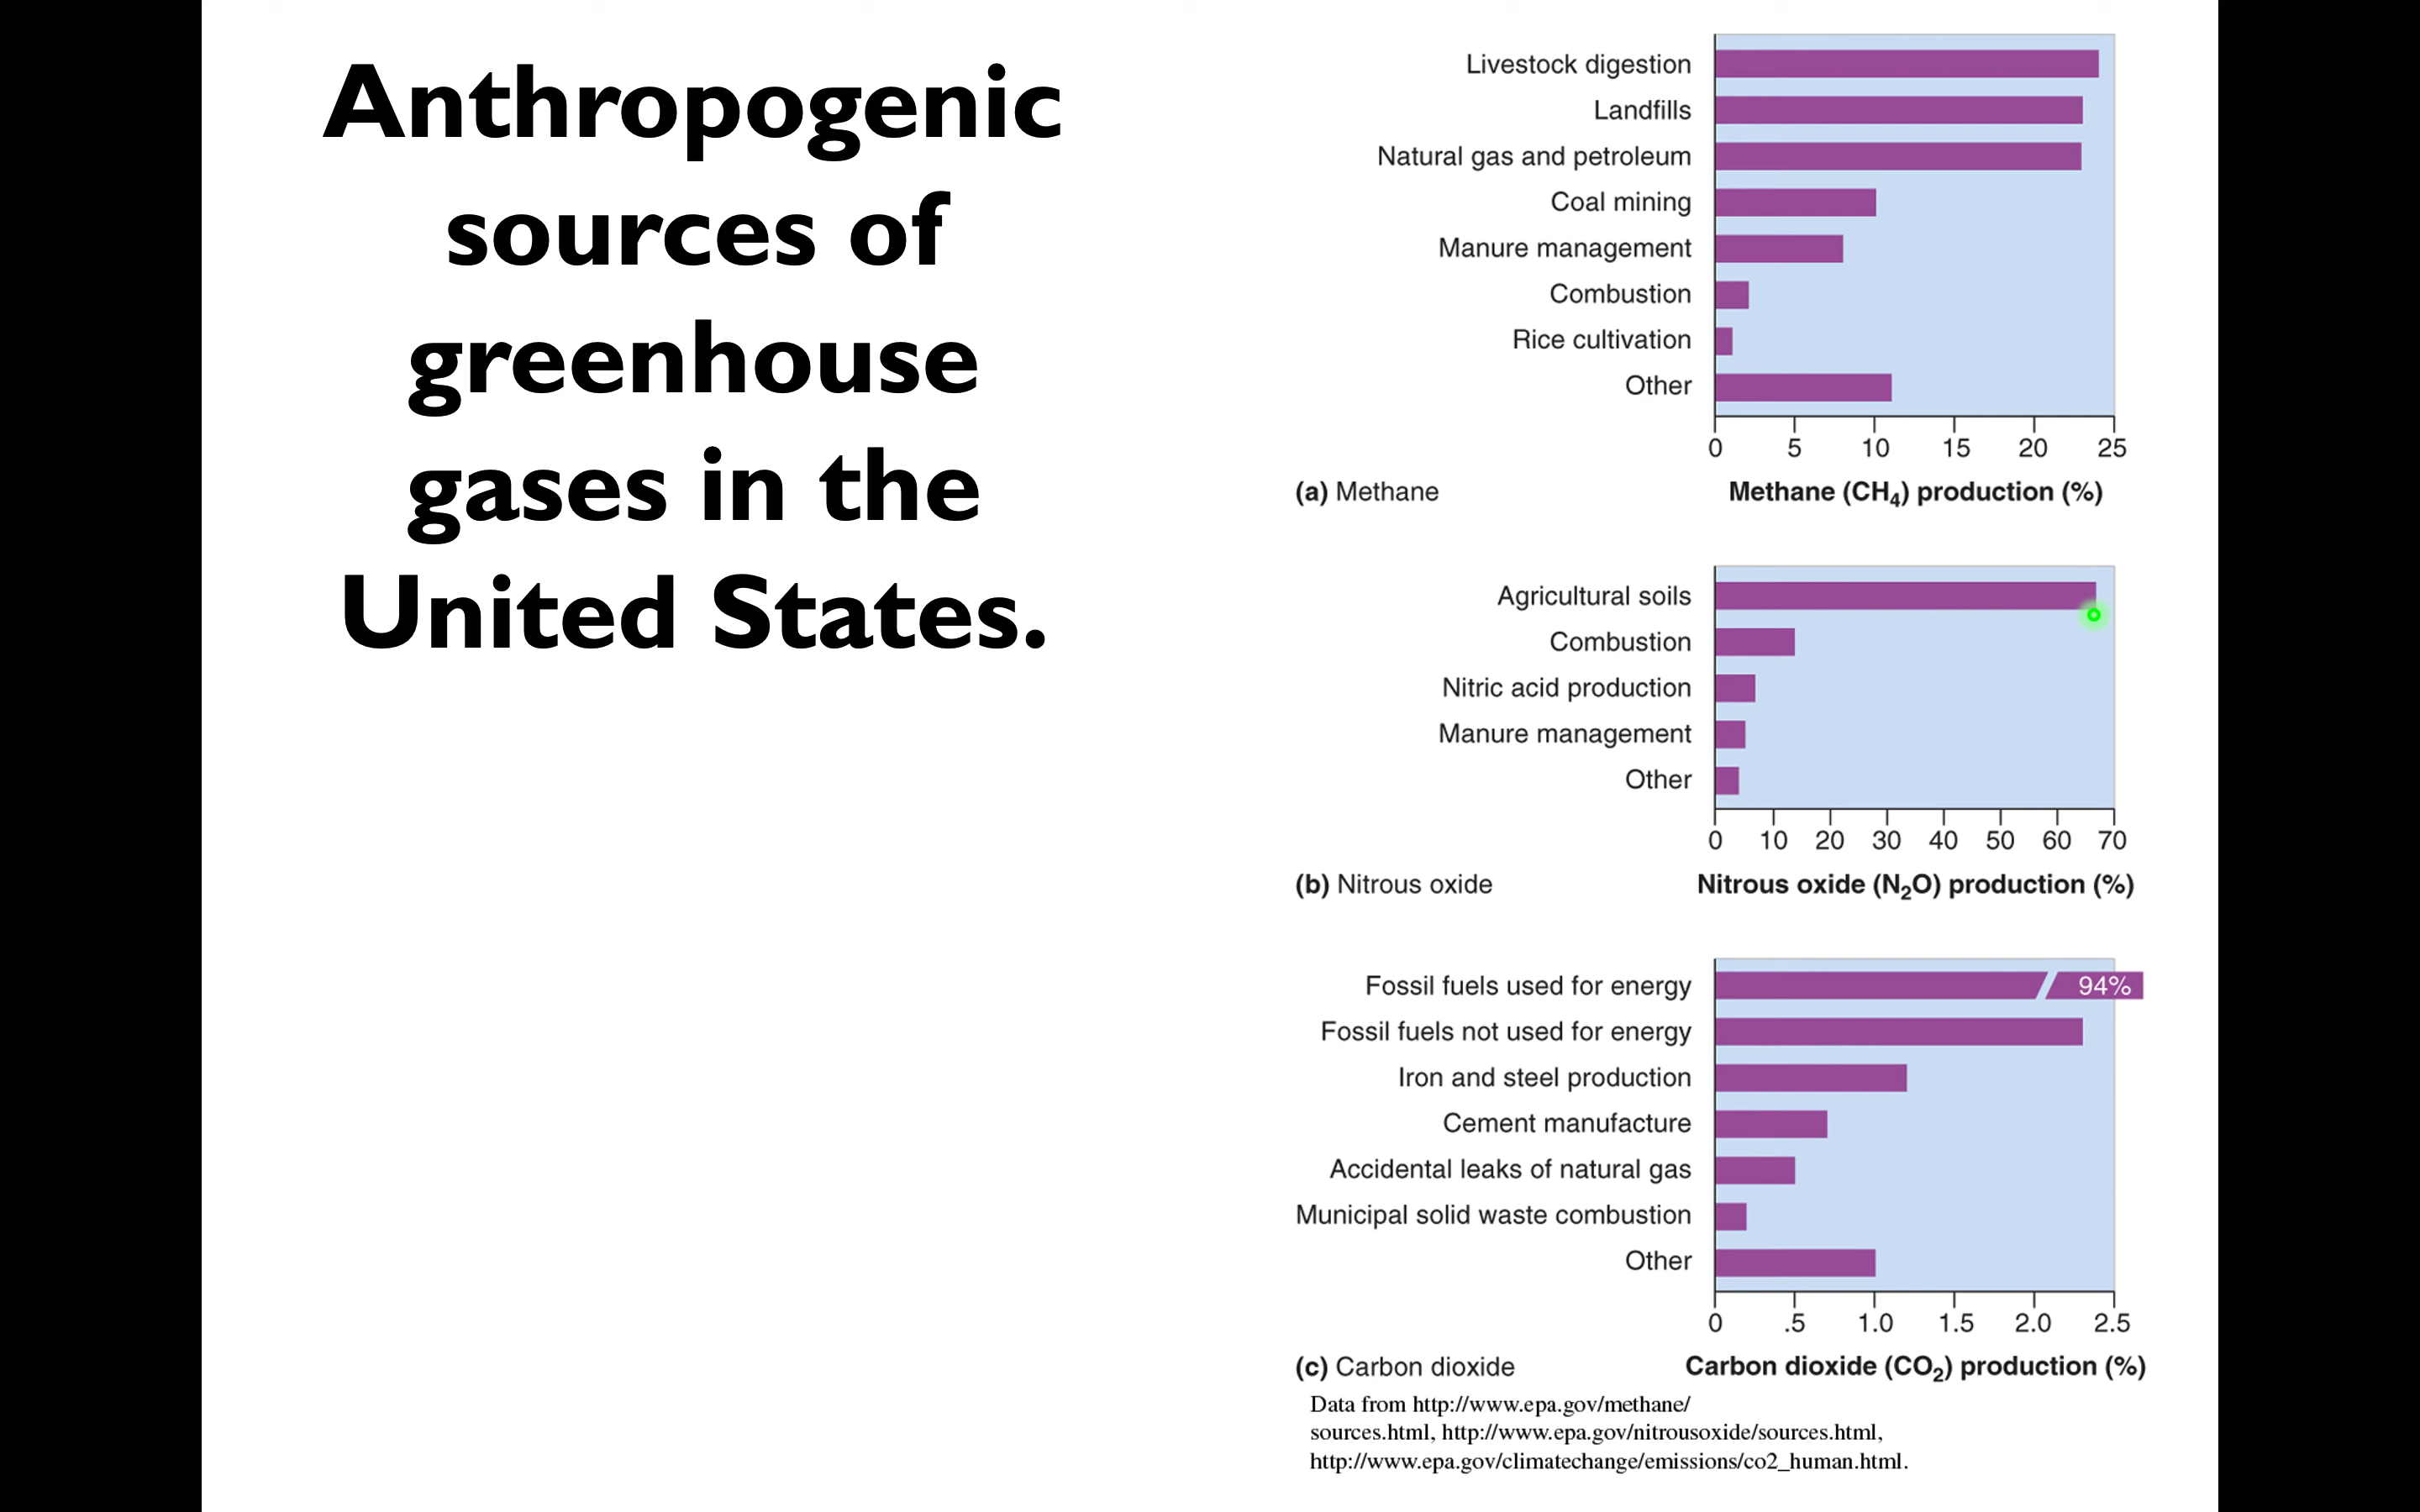 Anthropogenic
sources of
greenhouse
gases in the
United States.
Livestock digestion
Landfills
Natural gas and petroleum
Coal mining
Manure management
Combustion
Rice cultivation
Other
0 5 10 15 20 25
(a) Methane
Methane (CH₄) production (%)
Agricultural soils
Combustion
Nitric acid production
Manure management
Other
0 10 20 30 40 50 60 70
(b) Nitrous oxide
Nitrous oxide (N₂O) production (%)
Fossil fuels used for energy
94%
Fossil fuels not used for energy
Iron and steel production
Cement manufacture
Accidental leaks of natural gas
Municipal solid waste combustion
Other
0 .5 1.0 1.5 2.0 2.5
(c) Carbon dioxide
Carbon dioxide (CO₂) production (%)
Data from http://www.epa.gov/methane/
sources.html, http://www.epa.gov/nitrousoxide/sources.html,
http://www.epa.gov/climatechange/emissions/co2_human.html.